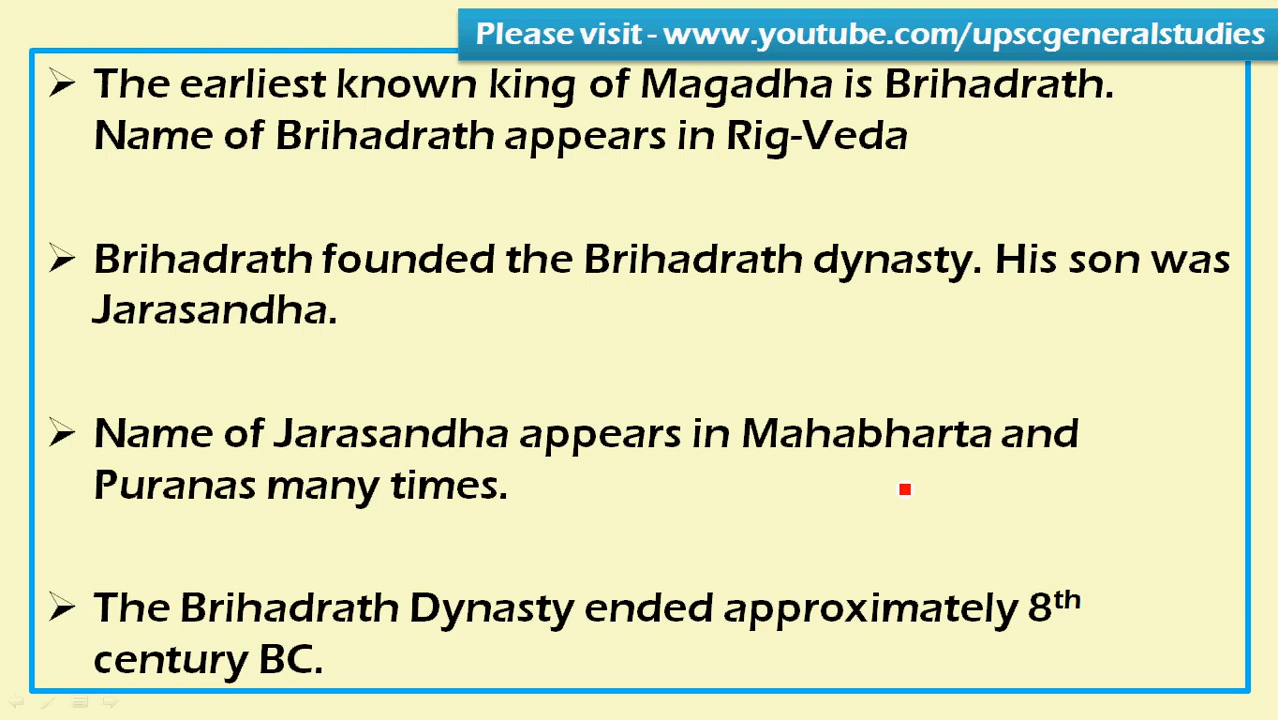 Please visit - www.youtube.com/upscgeneralstudies
The earliest known king of Magadha is Brihadrath.
Name of Brihadrath appears in Rig-Veda
Brihadrath founded the Brihadrath dynasty. His son was
Jarasandha.
Name of Jarasandha appears in Mahabharta and
Puranas many times.
The Brihadrath Dynasty ended approximately 8th
century BC.